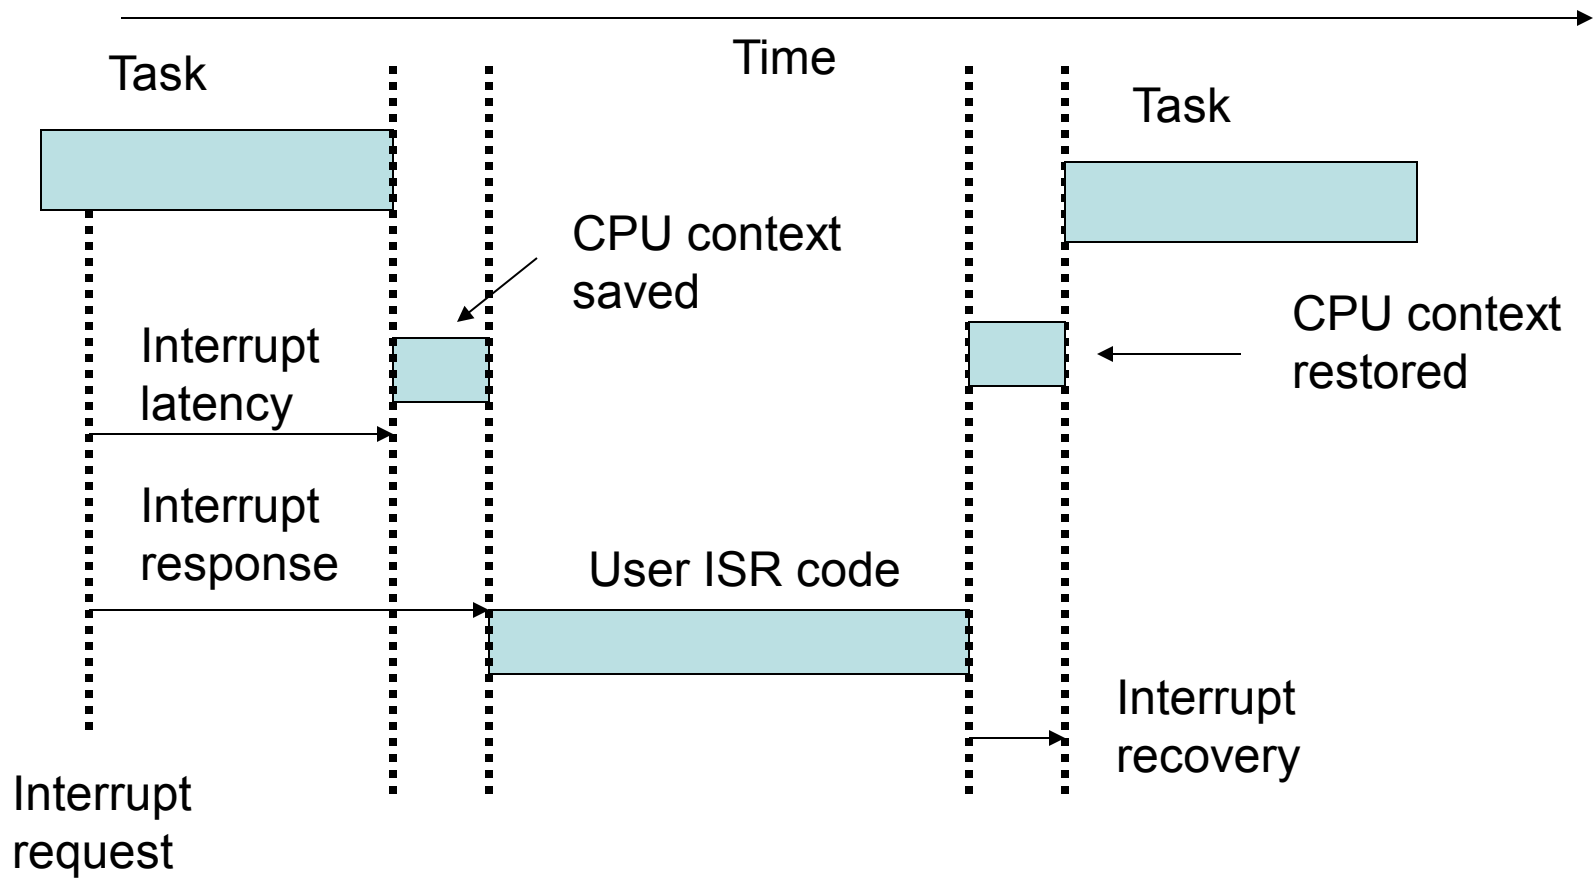 Time
Task
Task
CPU context
saved
CPU context
restored
Interrupt
latency
Interrupt
response
User ISR code
Interrupt
recovery
Interrupt
request